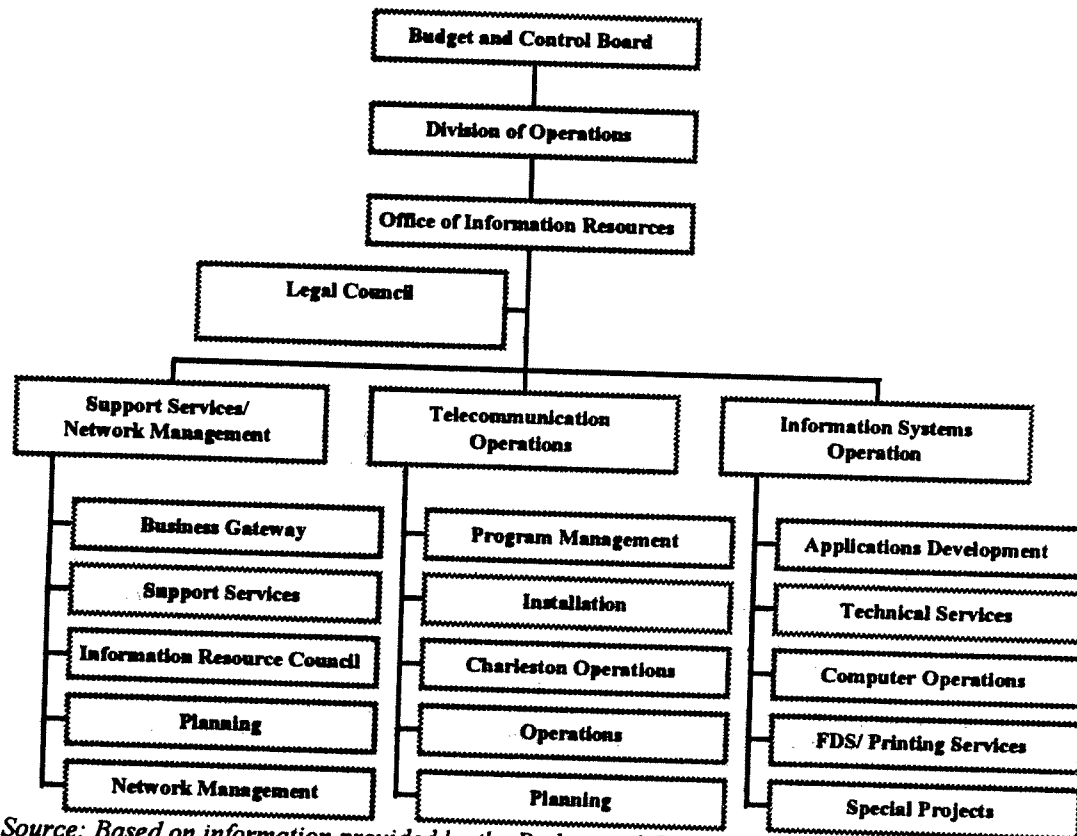 Budget and Control Board
Division of Operations
Office of Information Resources
Legal Council
Support Services/
Network Management
Business Gateway
Support Services
Information Resource Council
Planning
Network Management
Telecommunication
Operations
Program Management
Installation
Charleston Operations
Operations
Planning
Information Systems
Operation
Applications Development
Technical Services
Computer Operations
FDS/ Printing Services
Special Projects
Source: Based on information provided by the